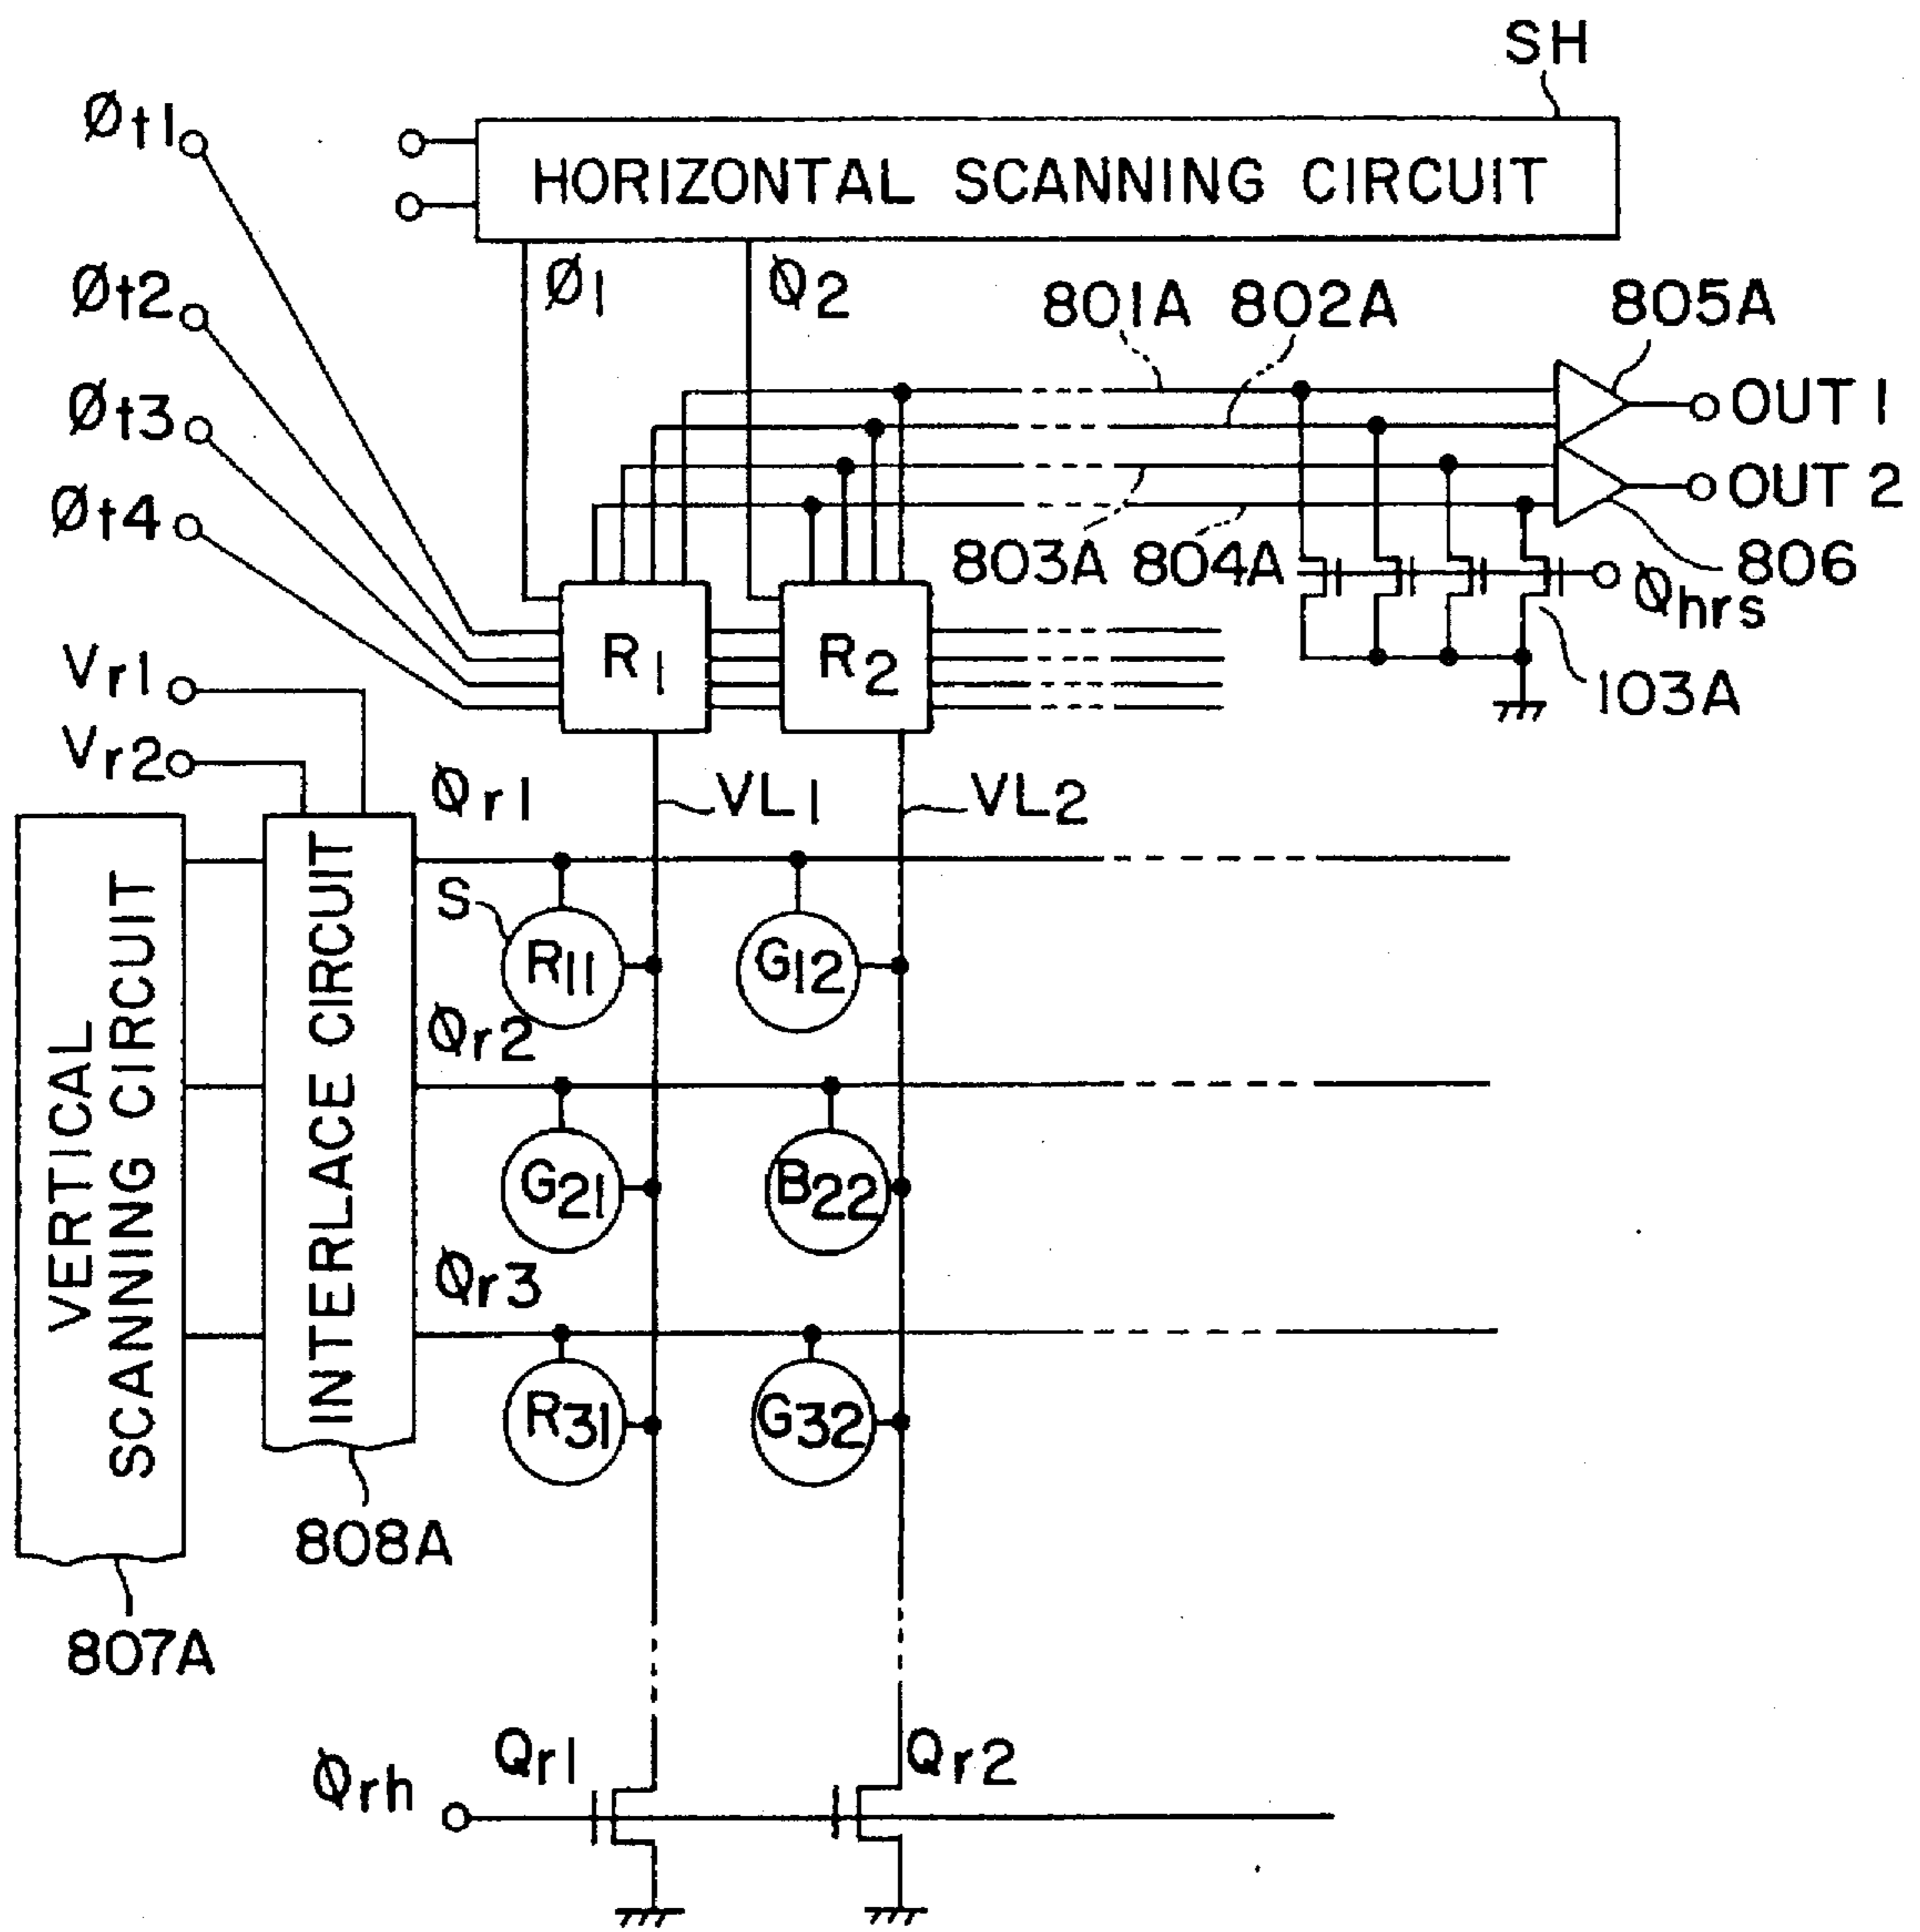 SH
Øt1
HORIZONTAL SCANNING CIRCUIT
Øt2
Ø1
Ø2
801A
802A
805A
OUT 1
Øt3
OUT 2
Øt4
803A
804A
806
Øhrs
R1
R2
103A
Vr1
Vr2
Ør1
VL1
VL2
VERTICAL
SCANNING CIRCUIT
INTERLACE CIRCUIT
S
R11
G12
Ør2
G21
B22
Ør3
R31
G32
808A
807A
Qr1
Qr2
Ørh